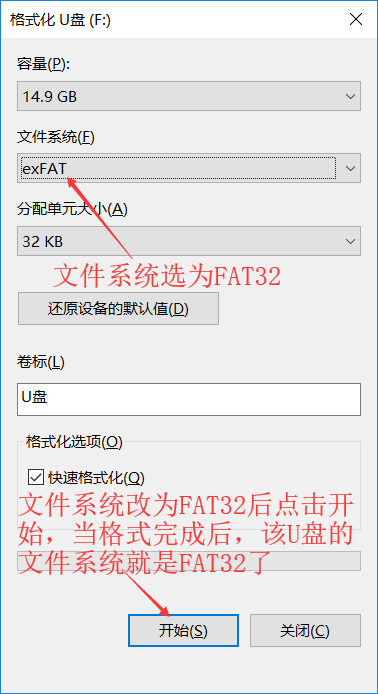 格式化 U盘 (F:)
容量(P):
14.9 GB
文件系统(F)
exFAT
分配单元大小(A)
32 KB
文件系统选为FAT32
还原设备的默认值(D)
卷标(L)
U盘
格式化选项(O)
快速格式化(Q)
文件系统改为FAT32后点击开
始，当格式完成后，该U盘的
文件系统就是FAT32了
开始(S)
关闭(C)